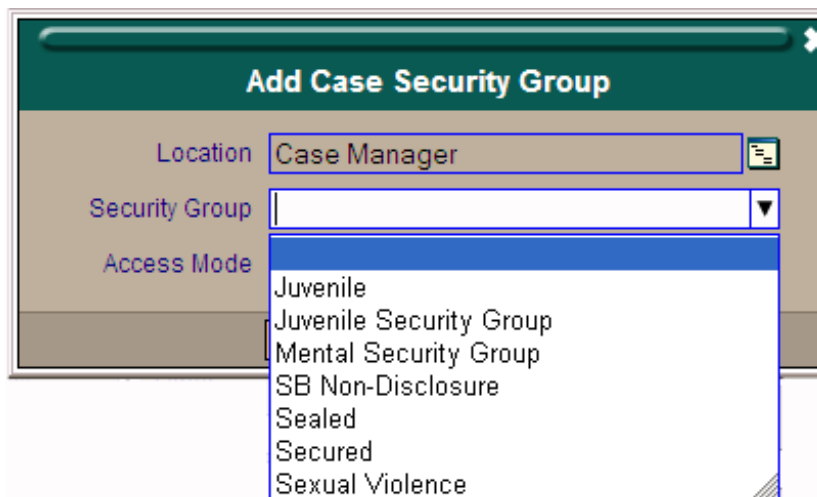 Add Case Security Group
Location Case Manager
Security Group
Access Mode
Juvenile
Juvenile Security Group
Mental Security Group
SB Non-Disclosure
Sealed
Secured
Sexual Violence